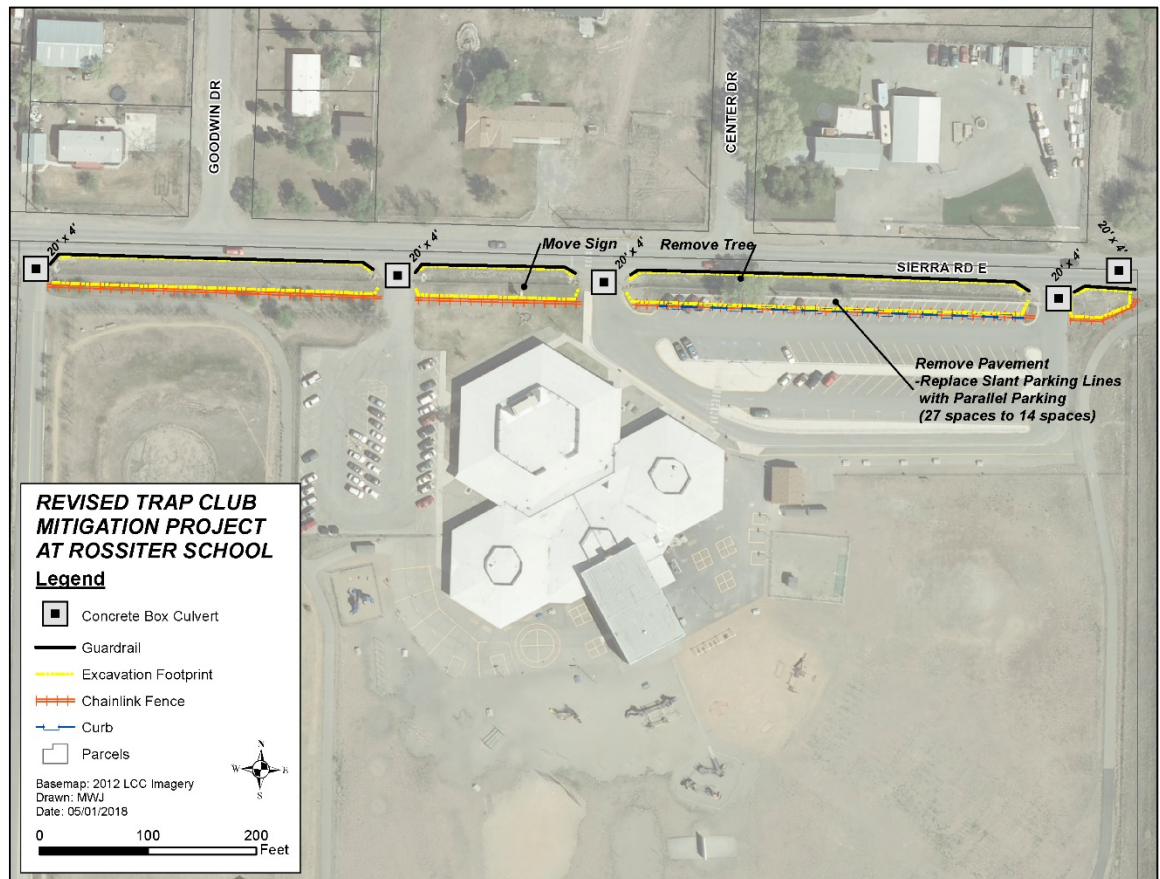 GOODWIN DR
CENTER DR
20' x 4'
20' x 4'
Move Sign
20' x 4'
Remove Tree
SIERRA RD E
20' x 4'
20' x 4'
Remove Pavement
-Replace Slant Parking Lines
with Parallel Parking
(27 spaces to 14 spaces)
REVISED TRAP CLUB
MITIGATION PROJECT
AT ROSSITER SCHOOL
Legend
Concrete Box Culvert
Guardrail
Excavation Footprint
Chainlink Fence
Curb
Parcels
N
W E
S
Basemap: 2012 LCC Imagery
Drawn: MWJ
Date: 05/01/2018
0 100 200
Feet